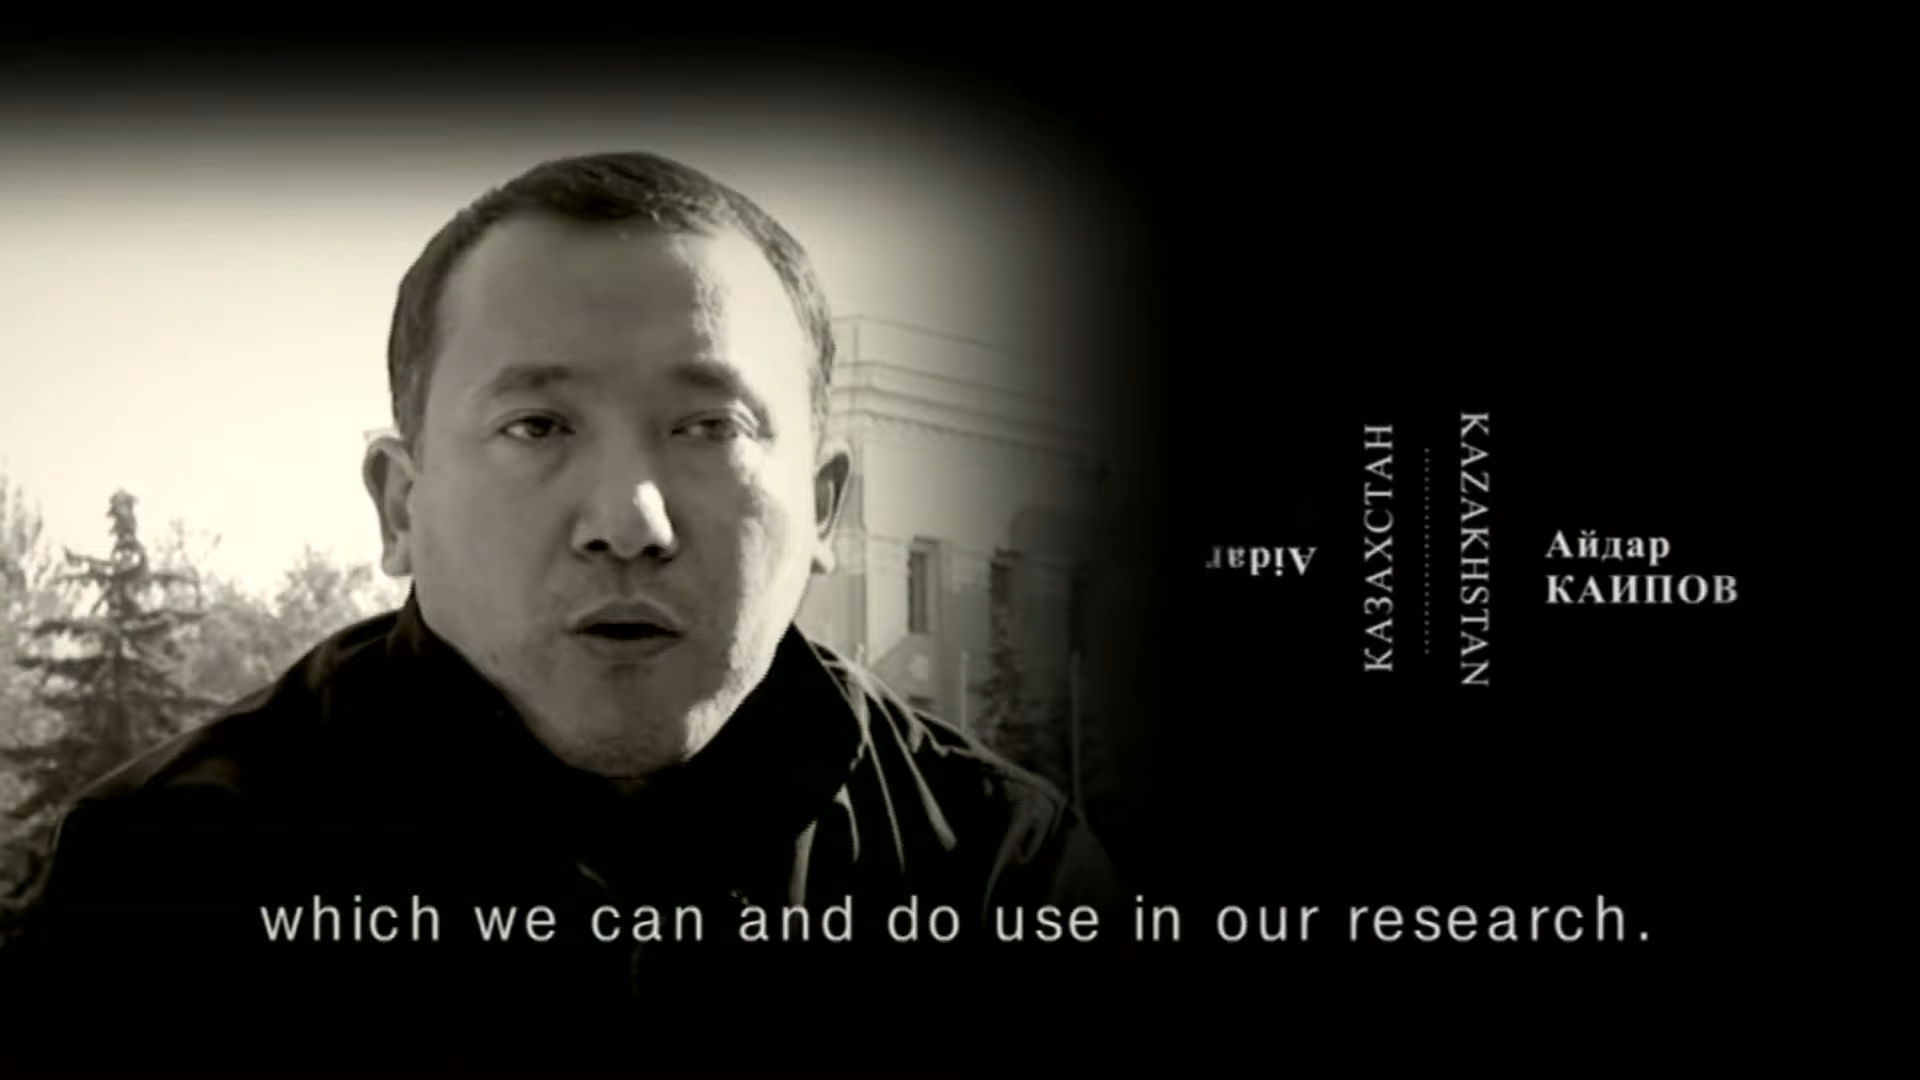 Aidar
КАЗАХСТАН
KAZAKHSTAN
Айдар
КАИПОВ
which we can and do use in our research.